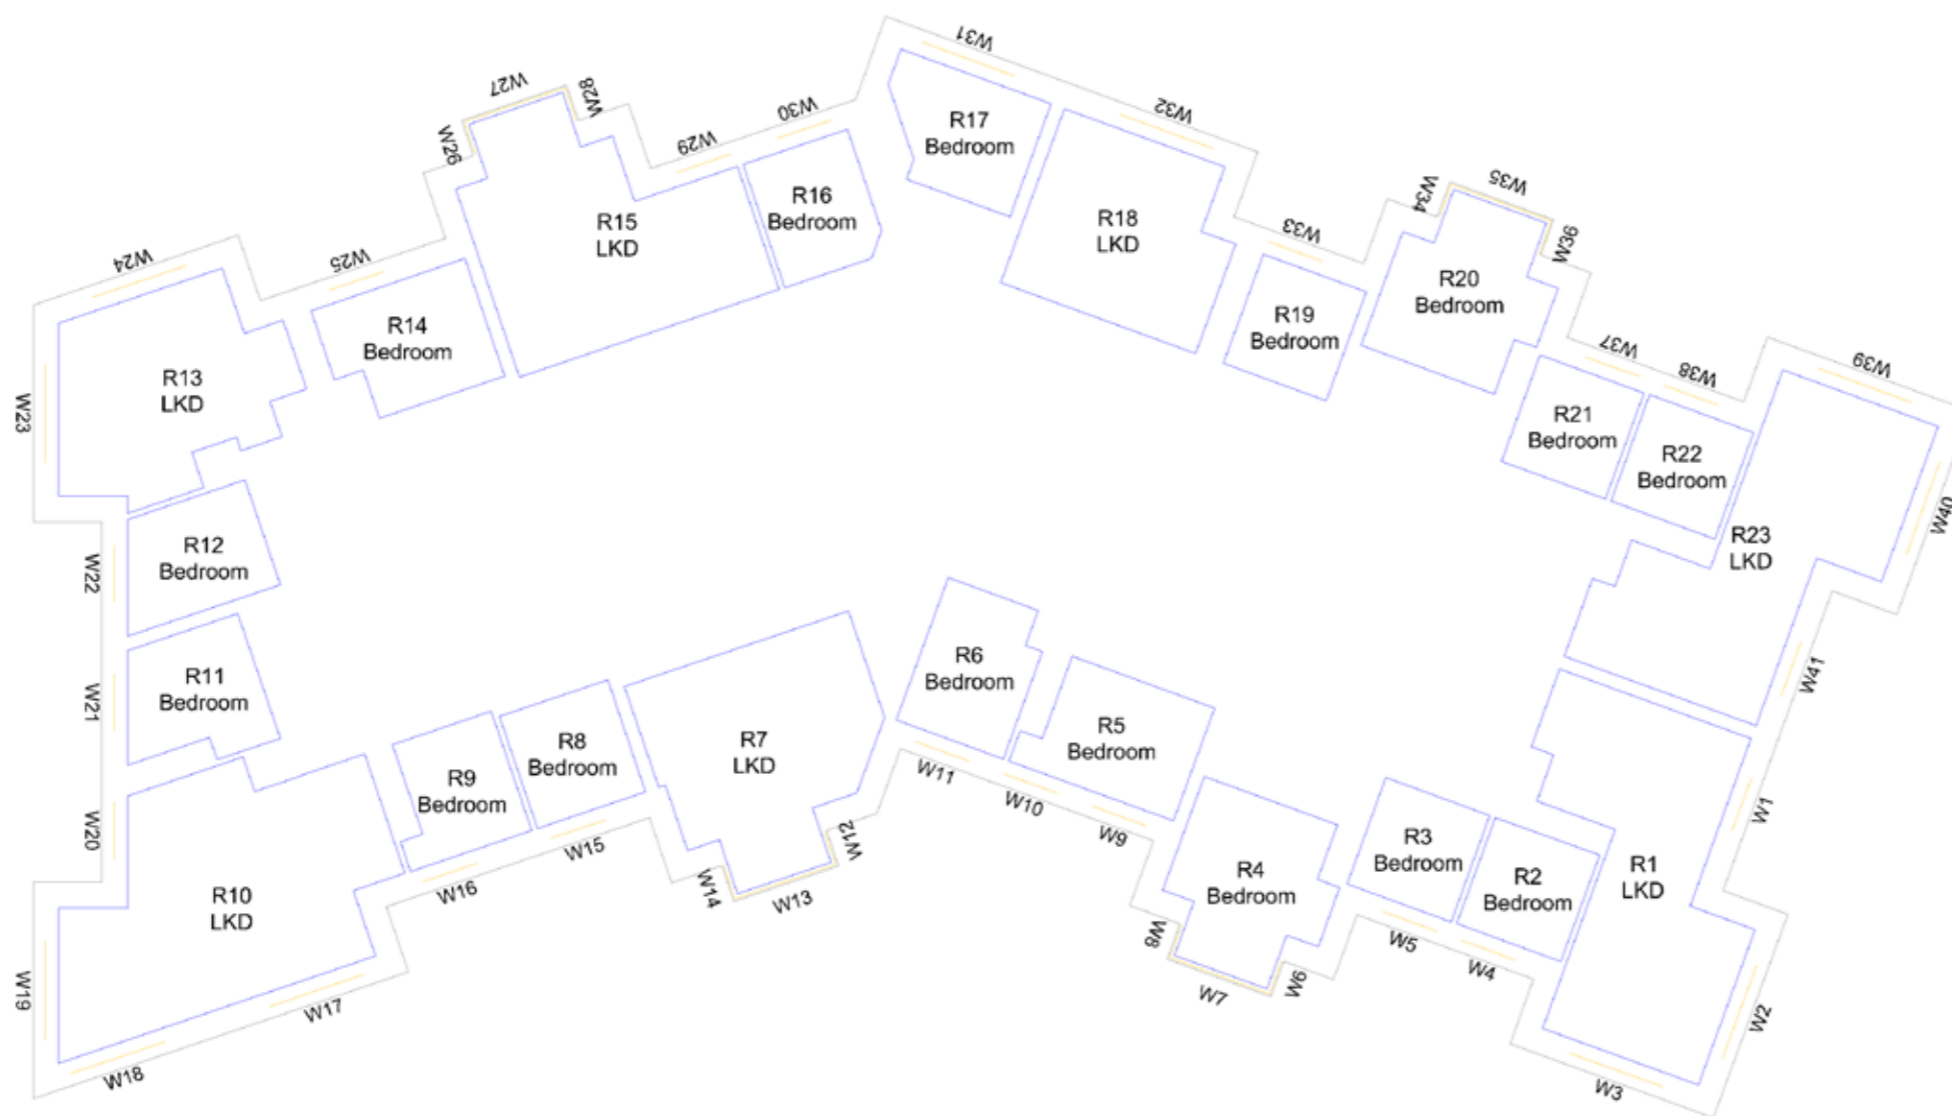 W31
W27
W28
W30
W32
W26
W29
R17
Bedroom
W35
W34
R16
Bedroom
R15
LKD
R18
LKD
W33
W36
W24
W25
R20
Bedroom
R19
Bedroom
R14
Bedroom
W37
W38
W39
R13
LKD
W23
R21
Bedroom
R22
Bedroom
W40
R12
Bedroom
W22
R23
LKD
R6
Bedroom
W41
R11
Bedroom
W21
R5
Bedroom
R8
Bedroom
R7
LKD
R9
Bedroom
W11
W10
W1
W20
W9
W12
W15
R3
Bedroom
R4
Bedroom
R2
Bedroom
R1
LKD
R10
LKD
W16
W14
W13
W8
W5
W4
W6
W7
W19
W17
W2
W18
W3